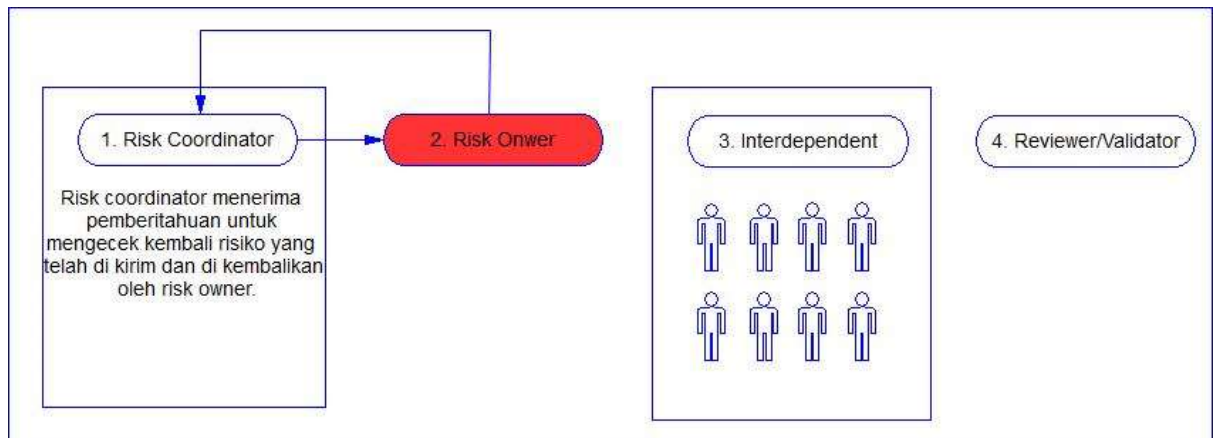 1. Risk Coordinator
2. Risk Onwer
3. Interdependent
4. Reviewer/Validator
Risk coordinator menerima
pemberitahuan untuk
mengecek kembali risiko yang
telah di kirim dan di kembalikan
oleh risk owner.